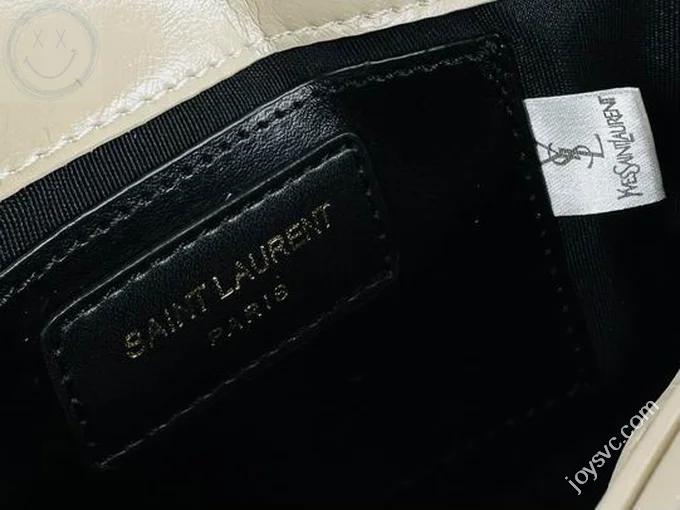 SAINT LAURENT
PARIS
YSL
YVESSAINTLAURENT
joysvc.com